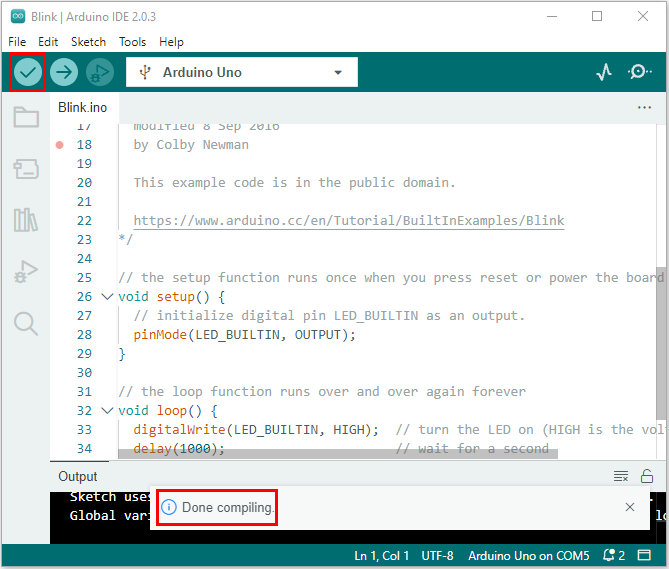 Blink | Arduino IDE 2.0.3
File Edit Sketch Tools Help
Arduino Uno
Blink.ino
17 modified 8 Sep 2016
18 by Colby Newman
19
20 This example code is in the public domain.
21
22 https://www.arduino.cc/en/Tutorial/BuiltInExamples/Blink
23 */
24
25 // the setup function runs once when you press reset or power the board
26 void setup() {
27 // initialize digital pin LED_BUILTIN as an output.
28 pinMode(LED_BUILTIN, OUTPUT);
29 }
30
31 // the loop function runs over and over again forever
32 void loop() {
33 digitalWrite(LED_BUILTIN, HIGH); // turn the LED on (HIGH is the vol
34 delay(1000); // wait for a second
Output
Sketch uses
Global vari
Done compiling.
Ln 1, Col 1 UTF-8 Arduino Uno on COM5 2